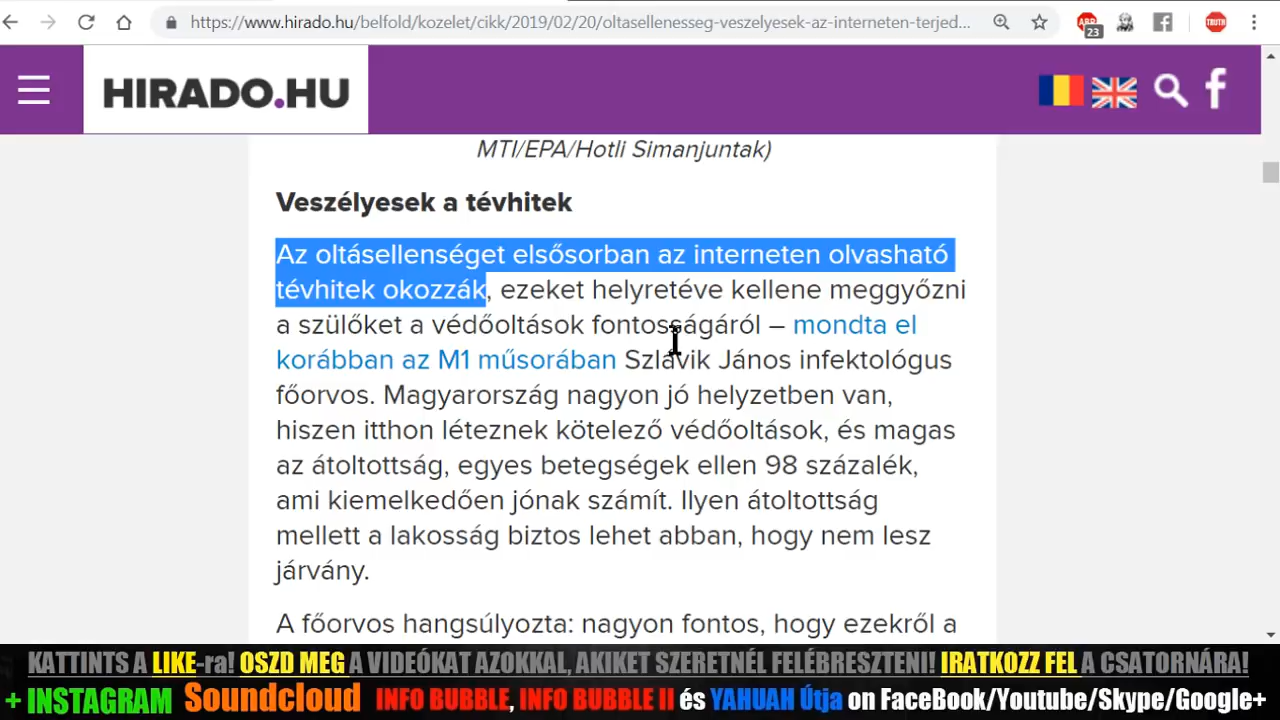 https://www.hirado.hu/belfold/kozelet/cikk/2019/02/20/oltasellenesseg-veszelyesek-az-interneten-terjed...
ABP
23
TRUTH
HIRADO.HU
MTI/EPA/Hotli Simanjuntak)
Veszélyesek a tévhitek
Az oltásellenséget elsősorban az interneten olvasható
tévhitek okozzák, ezeket helyretéve kellene meggyőzni
a szülőket a védőoltások fontosságáról – mondta el
korábban az M1 műsorában Szlávik János infektológus
főorvos. Magyarország nagyon jó helyzetben van,
hiszen itthon léteznek kötelező védőoltások, és magas
az átoltottság, egyes betegségek ellen 98 százalék,
ami kiemelkedően jónak számít. Ilyen átoltottság
mellett a lakosság biztos lehet abban, hogy nem lesz
járvány.
A főorvos hangsúlyozta: nagyon fontos, hogy ezekről a
KATTINTS A LIKE-ra! OSZD MEG A VIDEÓKAT AZOKKAL, AKIKET SZERETNÉL FELÉBRESZTENI! IRATKOZZ FEL A CSATORNÁRA!
+ INSTAGRAM Soundcloud INFO BUBBLE, INFO BUBBLE II és YAHUAH Útja on FaceBook/Youtube/Skype/Google+